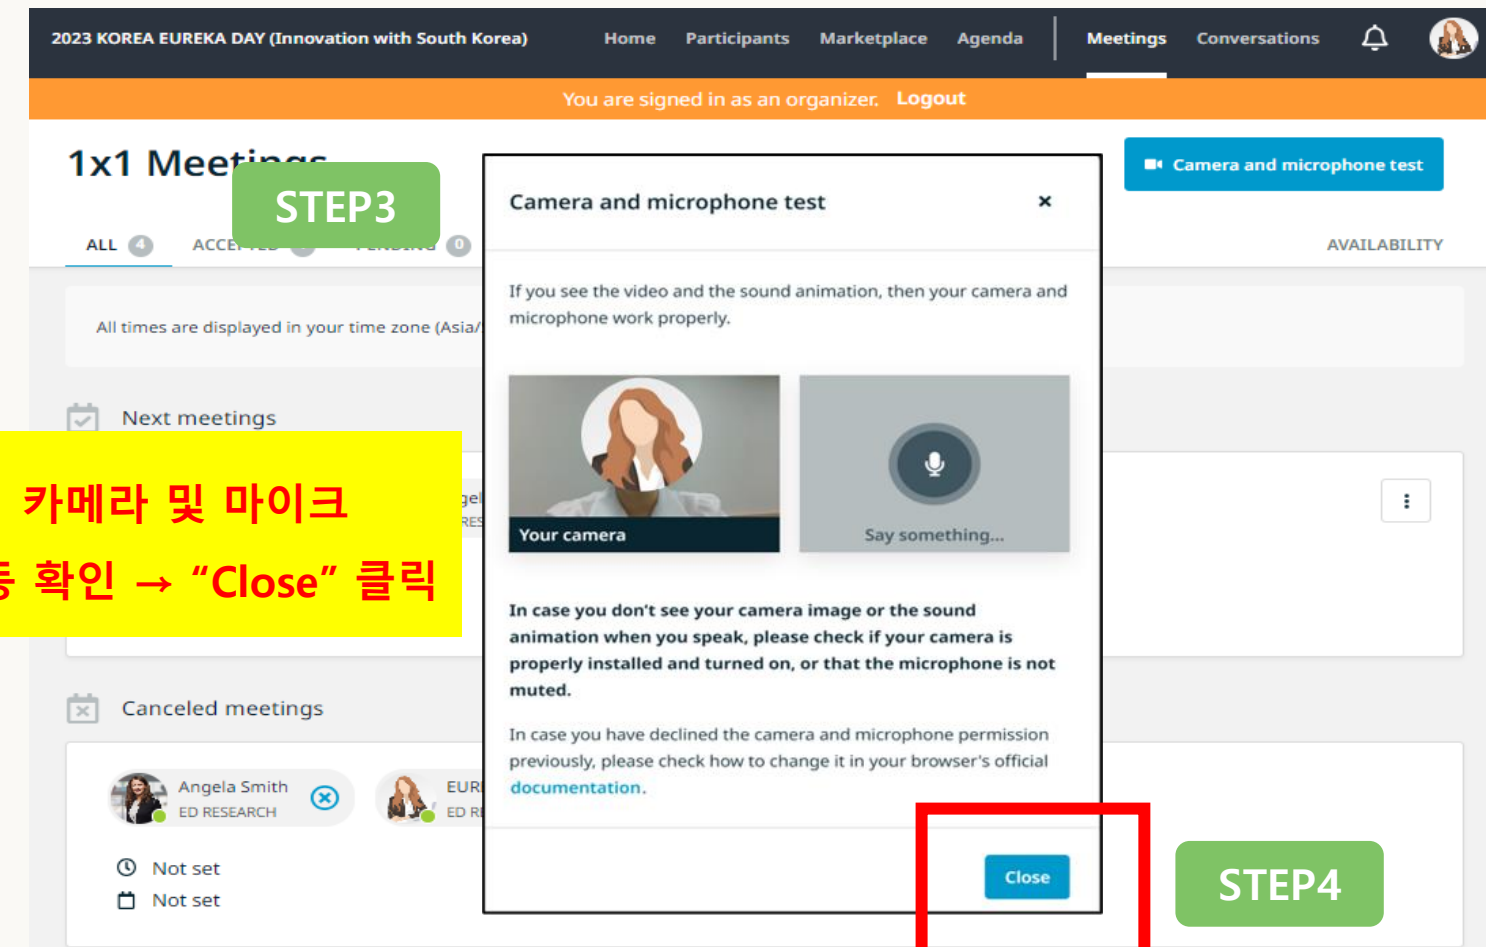 2023 KOREA EUREKA DAY (Innovation with South Korea) Home Participants Marketplace Agenda Meetings Conversations
You are signed in as an organizer. Logout
1x1 Meetings
Camera and microphone test
STEP3
ALL 4 PENDING 0 AVAILABILITY
All times are displayed in your time zone (Asia/
Next meetings
카메라 및 마이크
확인 → “Close” 클릭
Camera and microphone test
If you see the video and the sound animation, then your camera and
microphone work properly.
Your camera
Say something...
In case you don't see your camera image or the sound
animation when you speak, please check if your camera is
properly installed and turned on, or that the microphone is not
muted.
In case you have declined the camera and microphone permission
previously, please check how to change it in your browser's official
documentation.
Close
STEP4
Canceled meetings
Angela Smith
ED RESEARCH
Not set
Not set